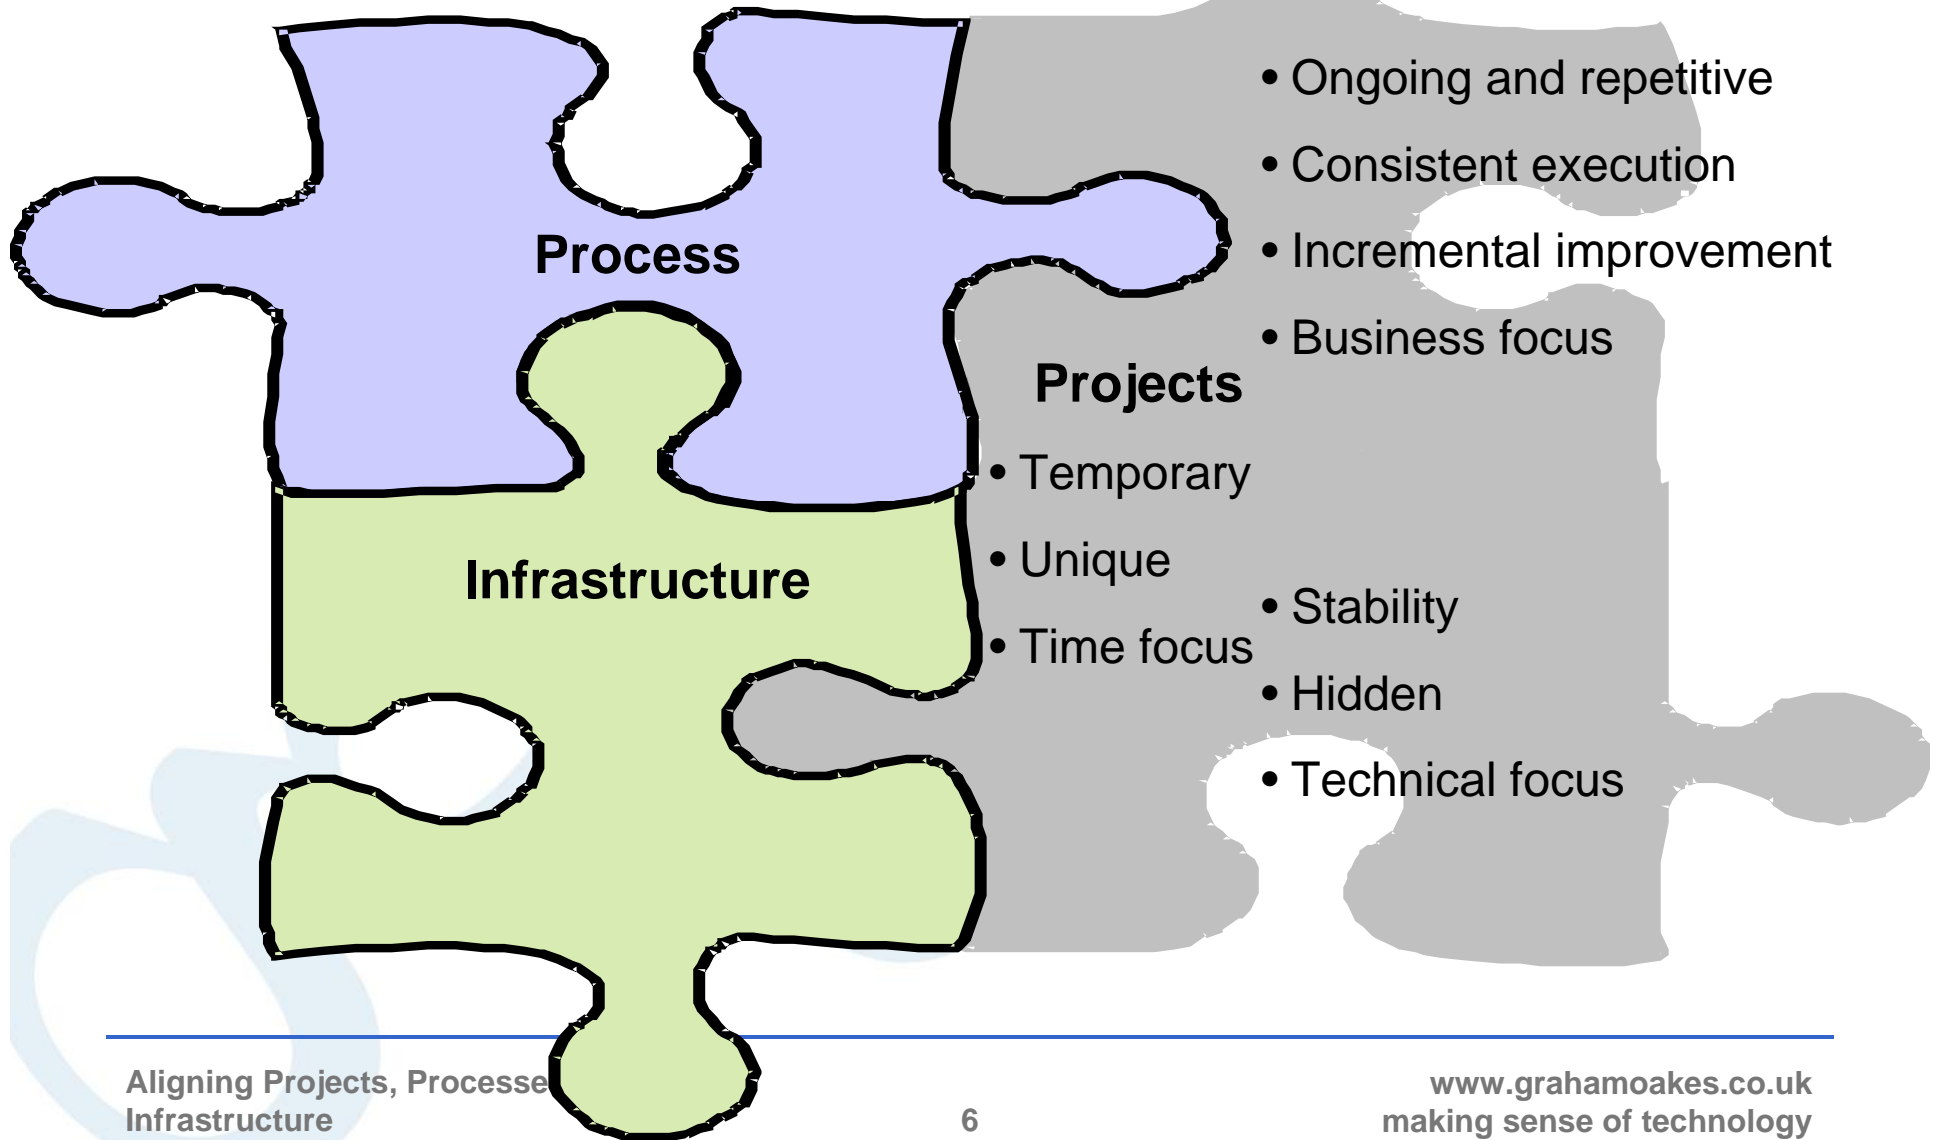 Process
• Ongoing and repetitive
• Consistent execution
• Incremental improvement
• Business focus
Projects
• Temporary
• Unique
• Time focus
Infrastructure
• Stability
• Hidden
• Technical focus
Aligning Projects, Processe
Infrastructure
6
www.grahamoakes.co.uk
making sense of technology